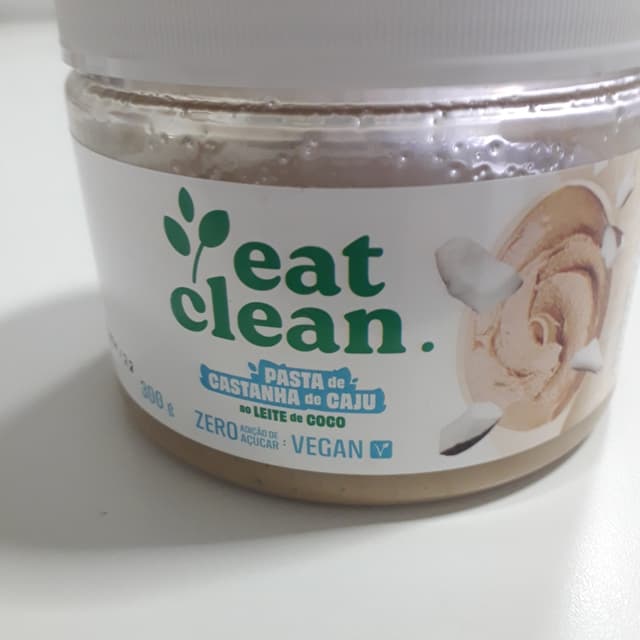 eat
clean.
PASTA de
CASTANHA de CAJU
ao LEITE de COCO
300 g
ZERO ADIÇÃO DE AÇÚCAR : VEGAN V